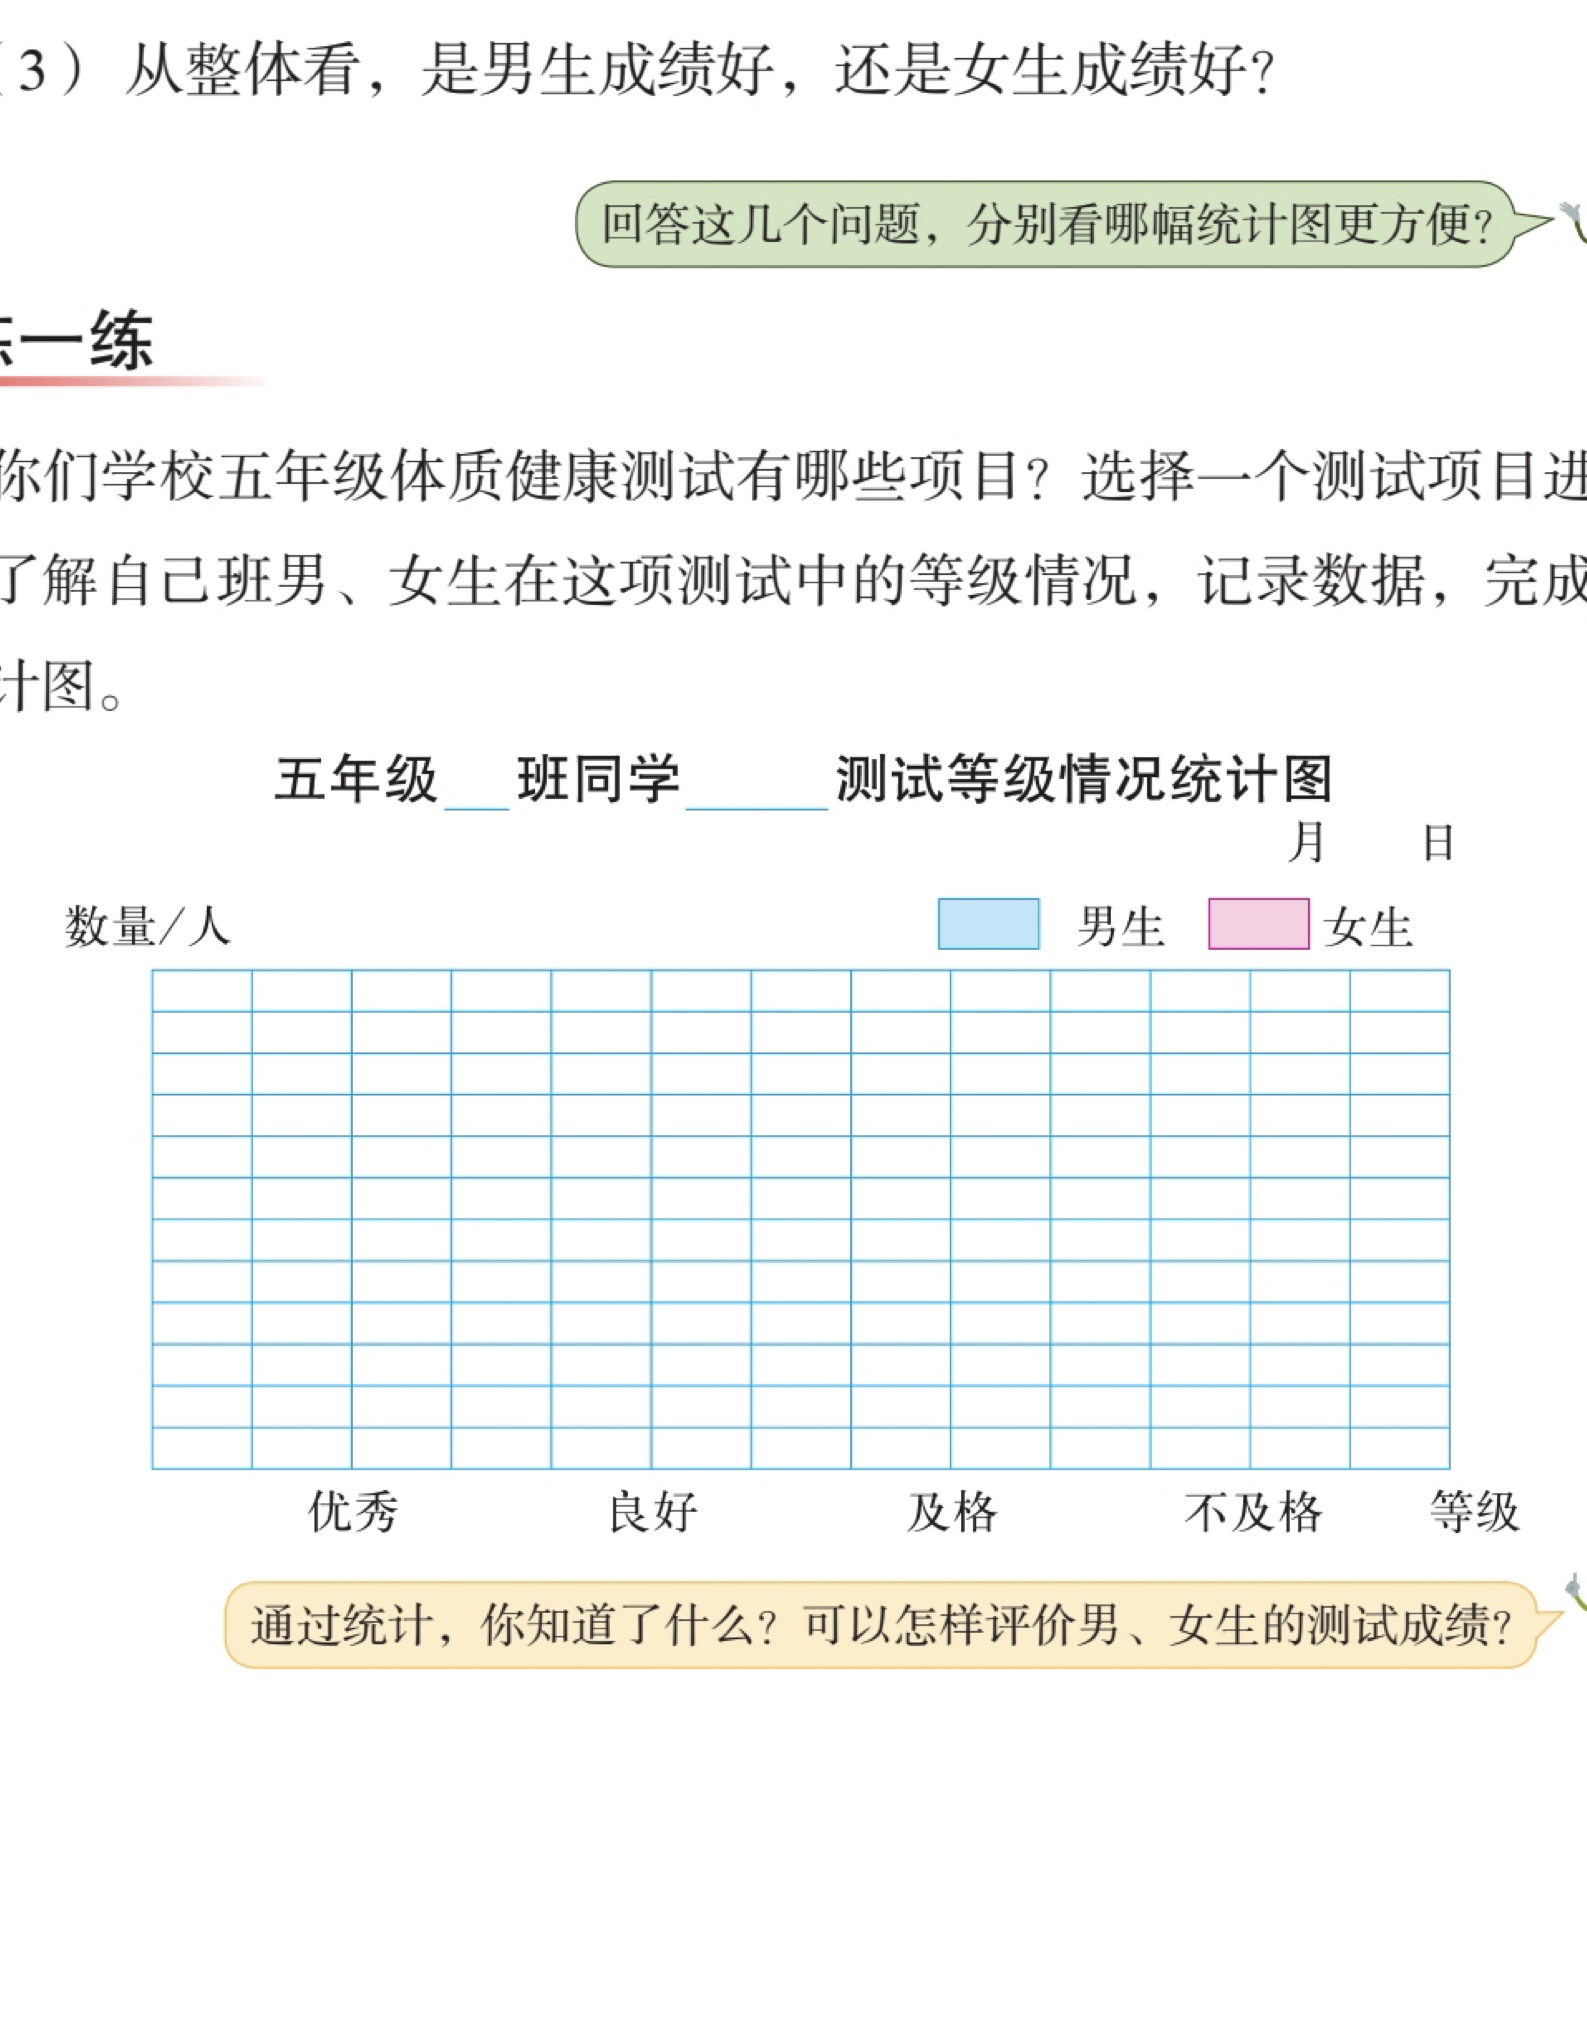 （3） 从整体看，是男生成绩好，还是女生成绩好？
回答这几个问题，分别看哪幅统计图更方便？
练一练
你们学校五年级体质健康测试有哪些项目？选择一个测试项目进
了解自己班男、女生在这项测试中的等级情况，记录数据，完成
计图。
五年级__班同学____测试等级情况统计图
月 日
数量/人 男生 女生
优秀 良好 及格 不及格 等级
通过统计，你知道了什么？可以怎样评价男、女生的测试成绩？